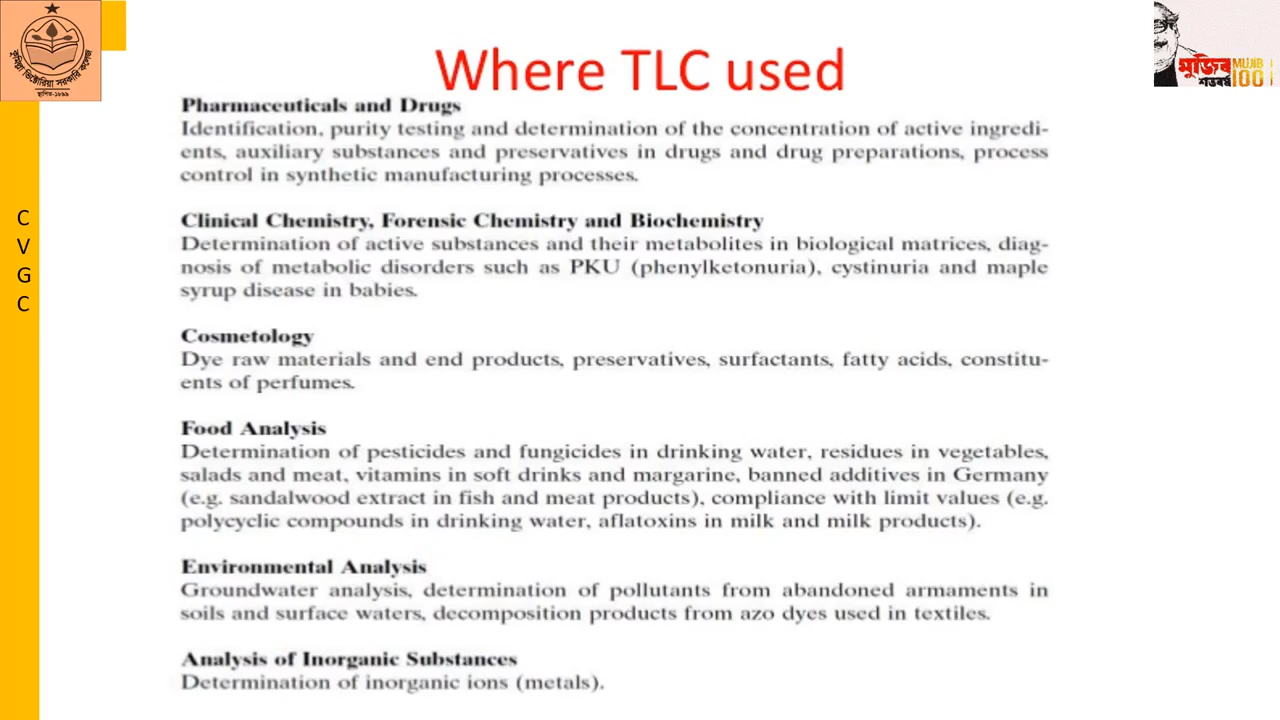 কুমিল্লা ভিক্টোরিয়া সরকারি কলেজ
স্থাপিত-১৮৯৯
Where TLC used
মুজিব
শতবর্ষ
MUJIB
100
C
V
G
C
Pharmaceuticals and Drugs
Identification, purity testing and determination of the concentration of active ingredi-
ents, auxiliary substances and preservatives in drugs and drug preparations, process
control in synthetic manufacturing processes.
Clinical Chemistry, Forensic Chemistry and Biochemistry
Determination of active substances and their metabolites in biological matrices, diag-
nosis of metabolic disorders such as PKU (phenylketonuria), cystinuria and maple
syrup disease in babies.
Cosmetology
Dye raw materials and end products, preservatives, surfactants, fatty acids, constitu-
ents of perfumes.
Food Analysis
Determination of pesticides and fungicides in drinking water, residues in vegetables,
salads and meat, vitamins in soft drinks and margarine, banned additives in Germany
(e.g. sandalwood extract in fish and meat products), compliance with limit values (e.g.
polycyclic compounds in drinking water, aflatoxins in milk and milk products).
Environmental Analysis
Groundwater analysis, determination of pollutants from abandoned armaments in
soils and surface waters, decomposition products from azo dyes used in textiles.
Analysis of Inorganic Substances
Determination of inorganic ions (metals).